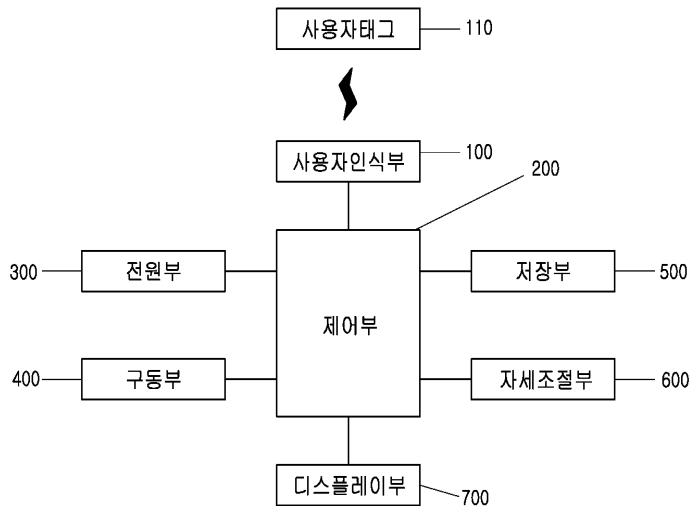 사용자태그 110
사용자인식부 100
200
300 전원부 저장부 500
제어부
400 구동부 자세조절부 600
디스플레이부 700